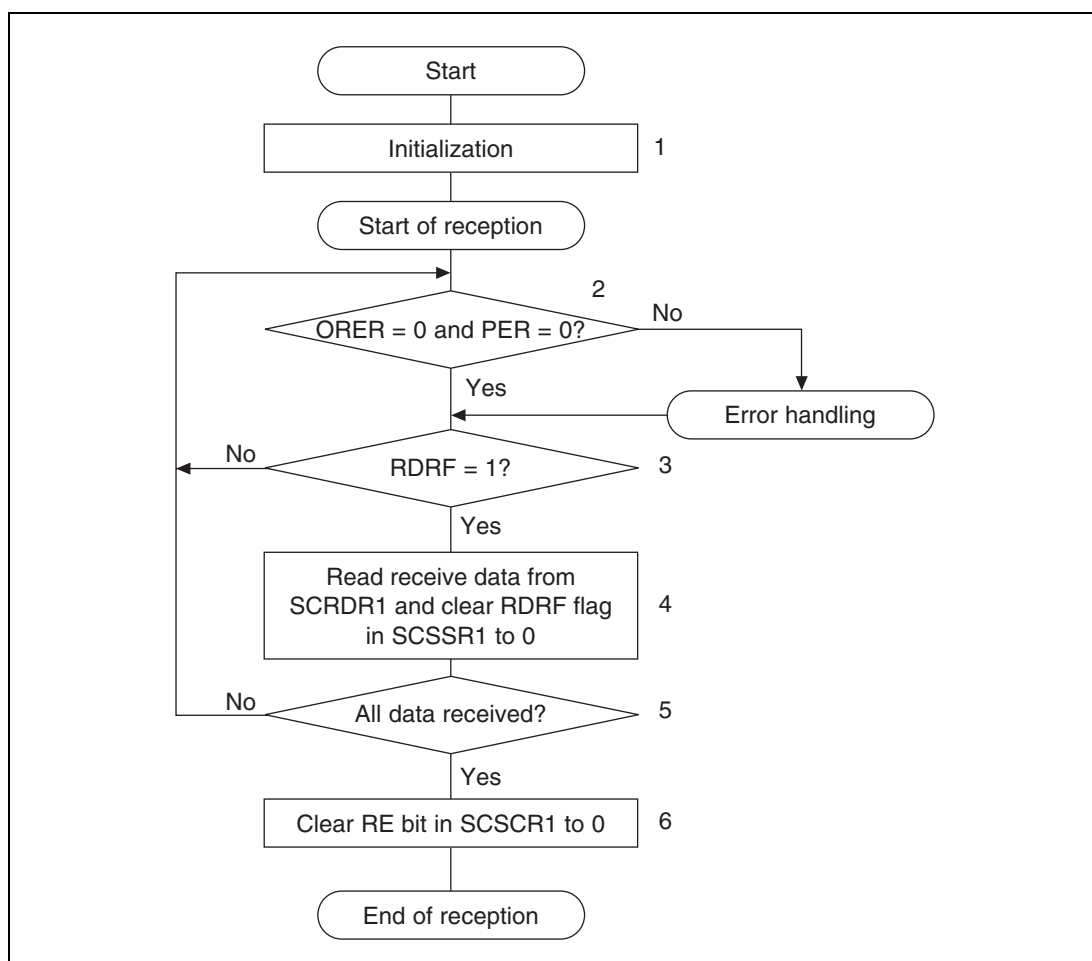 Start
Initialization
1
Start of reception
2
ORER = 0 and PER = 0?
No
Yes
Error handling
No
RDRF = 1?
3
Yes
Read receive data from
SCRDR1 and clear RDRF flag
in SCSSR1 to 0
4
No
All data received?
5
Yes
Clear RE bit in SCSCR1 to 0
6
End of reception